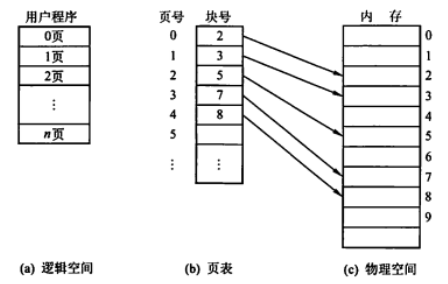 用户程序
0页
1页
2页
⋮
n页
(a) 逻辑空间
页号 块号
0 2
1 3
2 5
3 7
4 8
5
⋮ ⋮
(b) 页表
内 存
0
1
2
3
4
5
6
7
8
9
(c) 物理空间